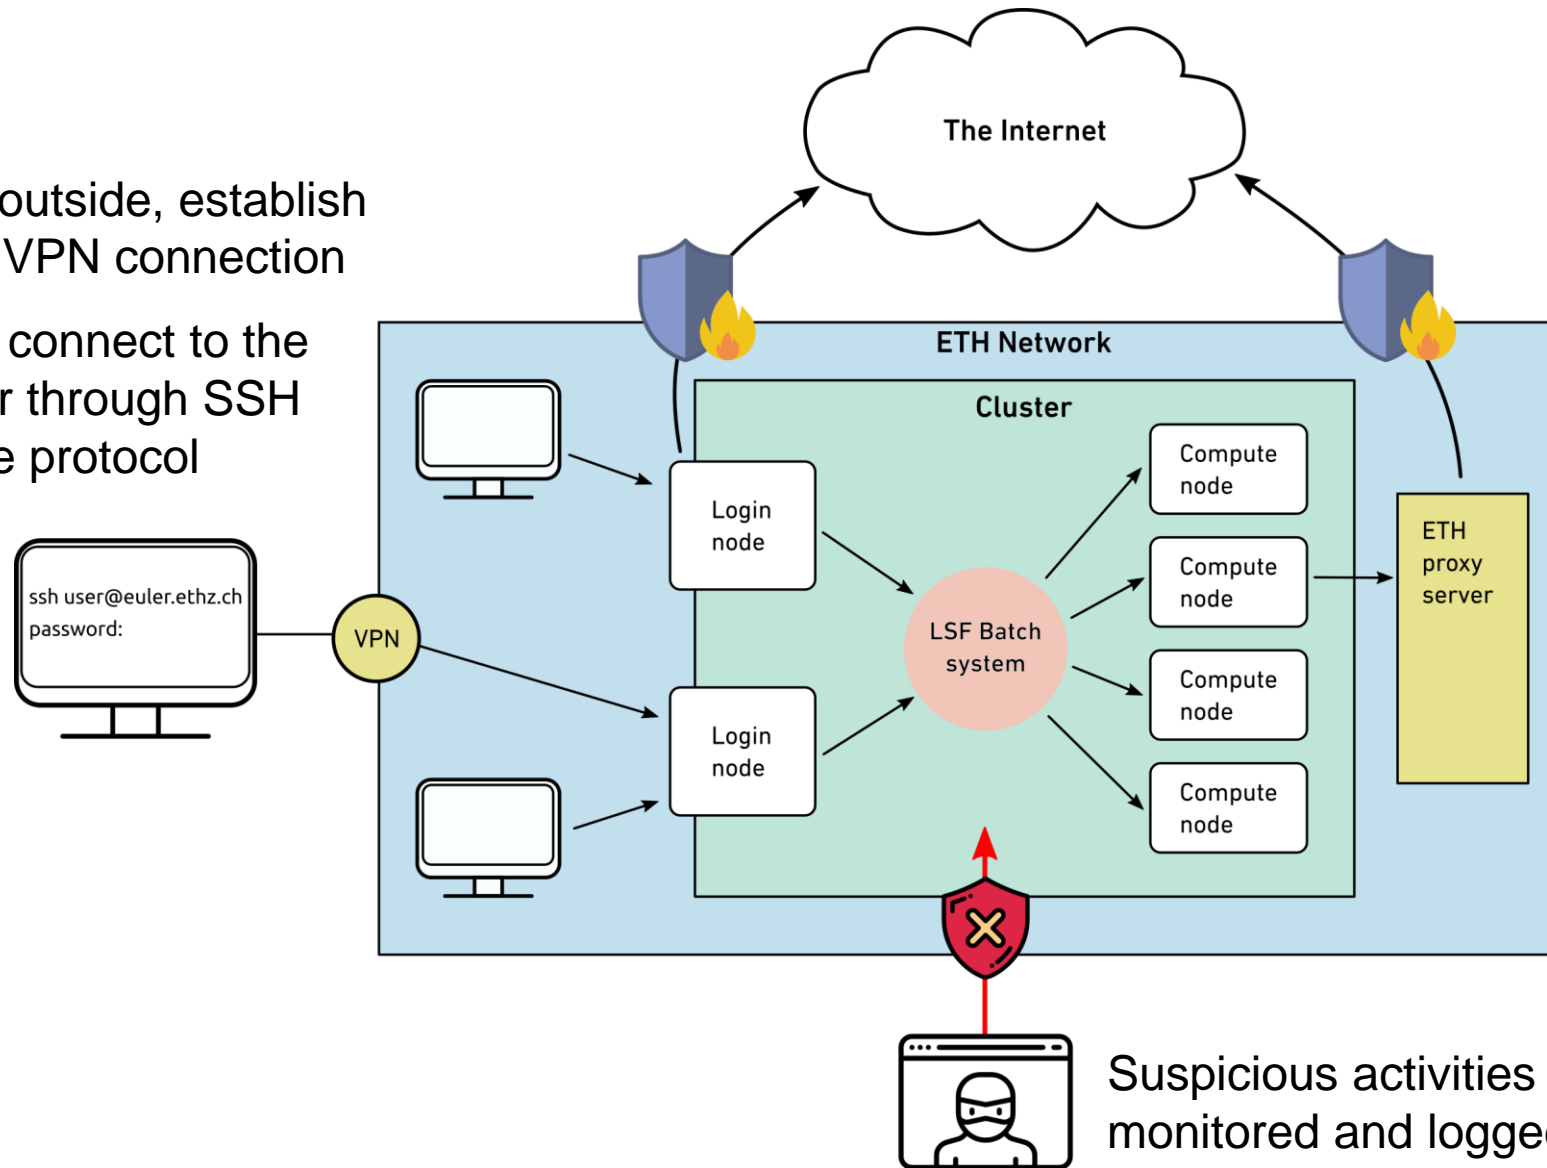 The Internet
outside, establish
VPN connection
connect to the
r through SSH
e protocol
ETH Network
Cluster
Login
node
Compute
node
Compute
node
ETH
proxy
server
ssh user@euler.ethz.ch
password:
VPN
LSF Batch
system
Login
node
Compute
node
Compute
node
Suspicious activities
monitored and logge